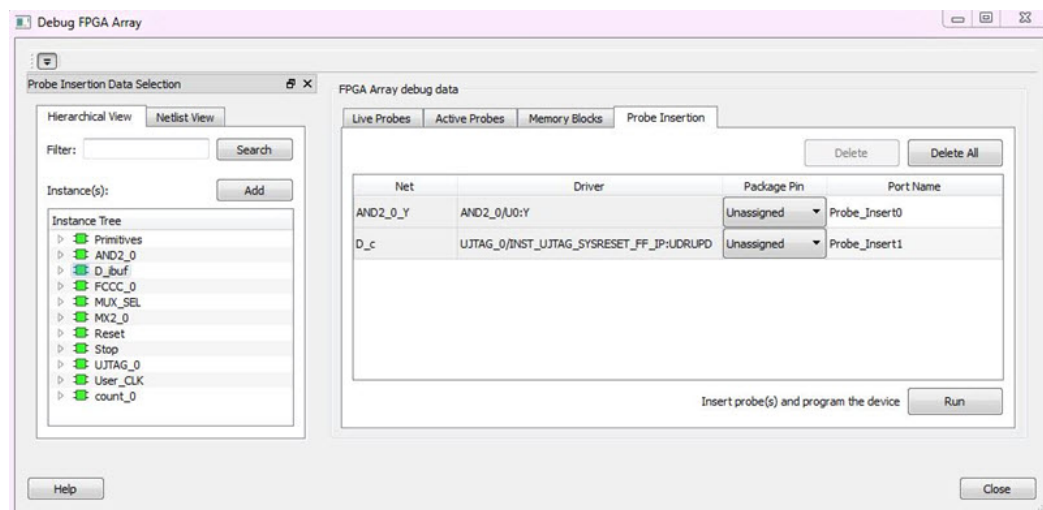 Debug FPGA Array
Probe Insertion Data Selection
Hierarchical View Netlist View
Filter: Search
Instance(s): Add
Instance Tree
Primitives
AND2_0
D_ibuf
FCCC_0
MUX_SEL
MX2_0
Reset
Stop
UJTAG_0
User_CLK
count_0
FPGA Array debug data
Live Probes Active Probes Memory Blocks Probe Insertion
Delete Delete All
Net Driver Package Pin Port Name
AND2_0_Y AND2_0/U0:Y Unassigned Probe_Insert0
D_c UJTAG_0/INST_UJTAG_SYSRESET_FF_IP:UDRUPD Unassigned Probe_Insert1
Insert probe(s) and program the device Run
Help Close